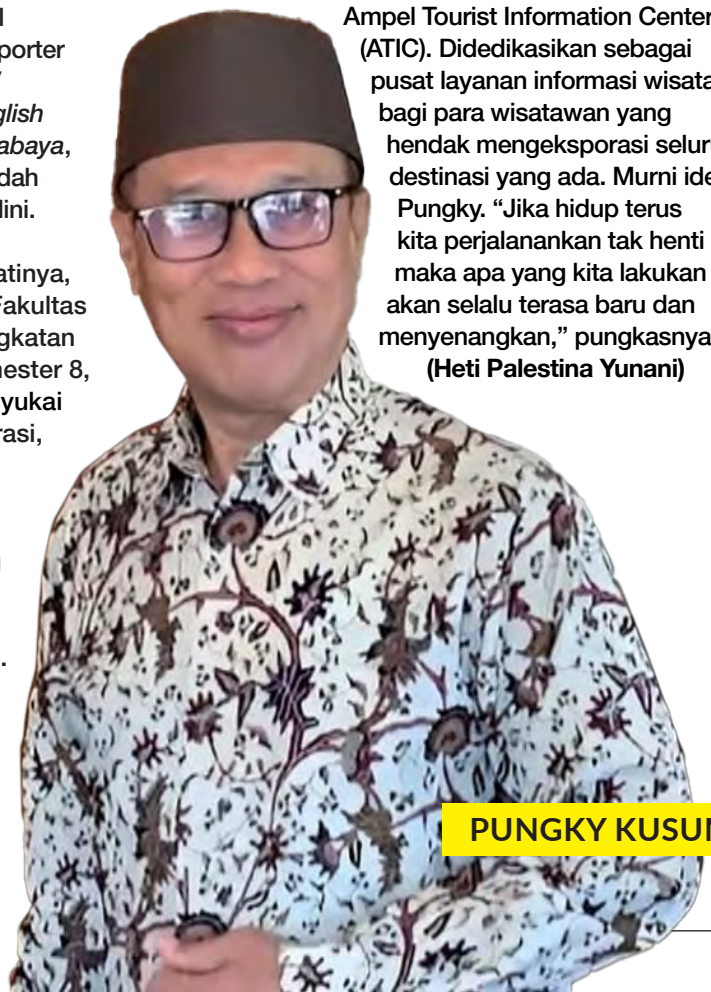 porter
glish
abaya,
dah
lini.
atinya,
Fakultas
gkatan
ester 8,
yukai
rasi,
Ampel Tourist Information Center
(ATIC). Didedikasikan sebagai
pusat layanan informasi wisata
bagi para wisatawan yang
hendak mengeksporasi selur
destinasi yang ada. Murni ide
Pungky. “Jika hidup terus
kita perjalanankan tak henti
maka apa yang kita lakukan
akan selalu terasa baru dan
menyenangkan,” pungkasnya
(Heti Palestina Yunani)
PUNGKY